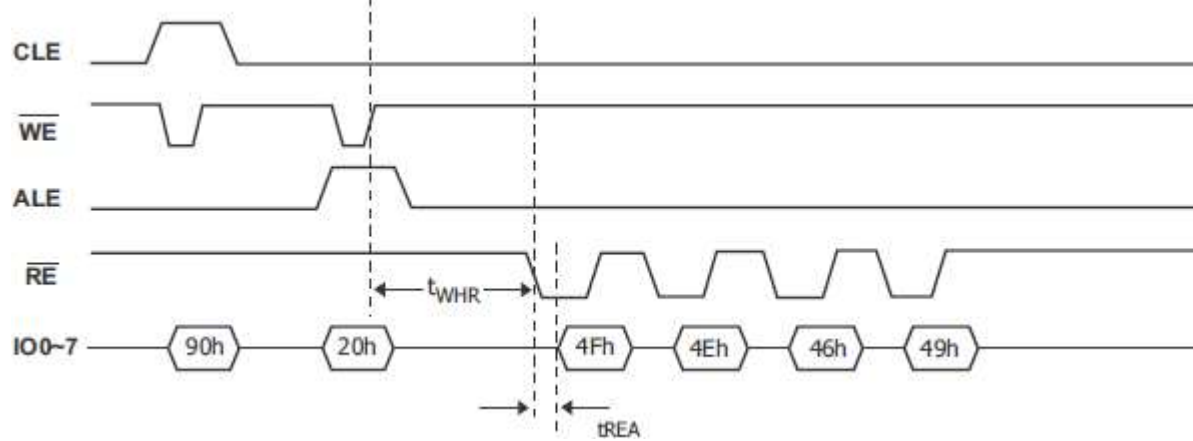 CLE
WE
ALE
RE
tWHR
IO0~7 90h 20h 4Fh 4Eh 46h 49h
tREA